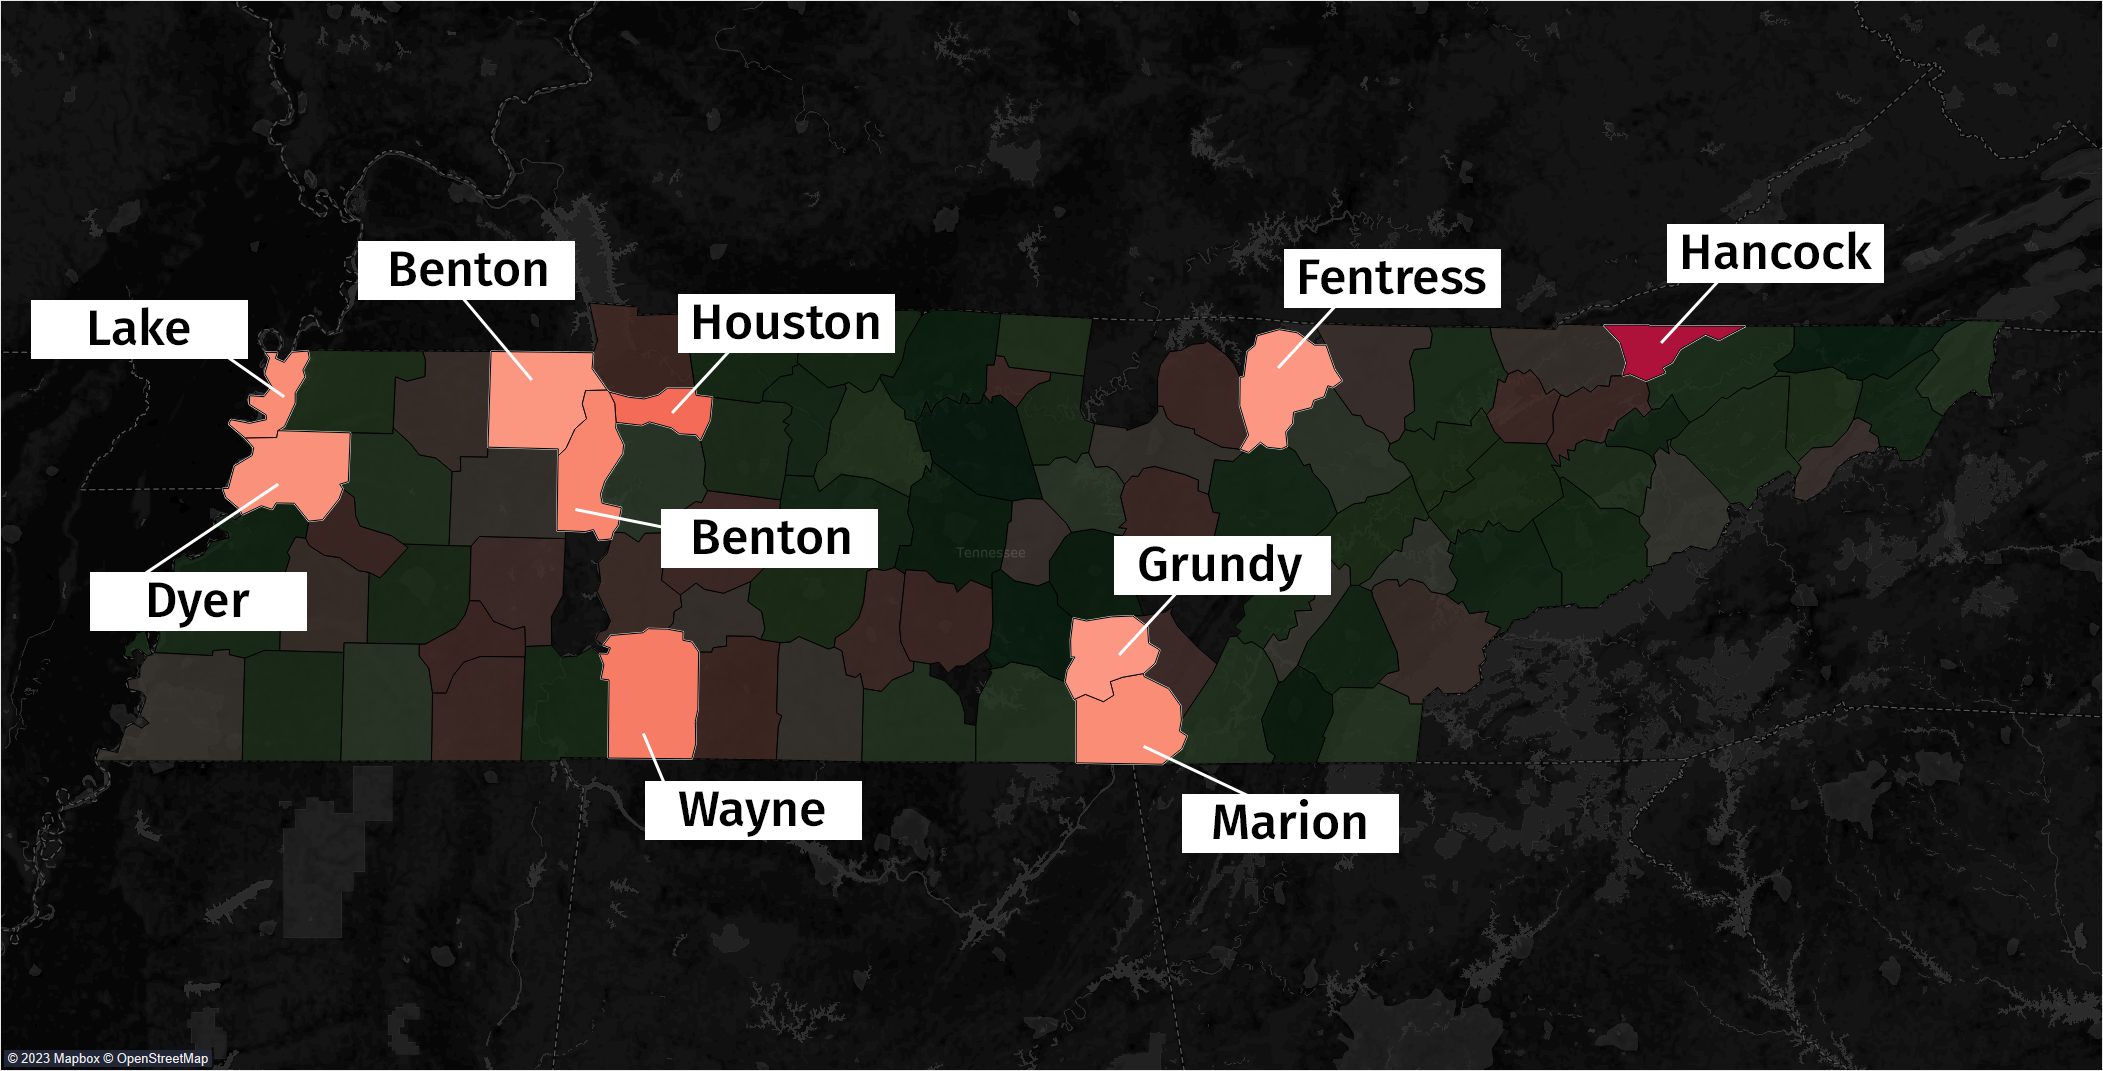 Hancock
Fentress
Benton
Houston
Lake
Benton
Tennessee
Grundy
Dyer
Wayne
Marion
© 2023 Mapbox © OpenStreetMap